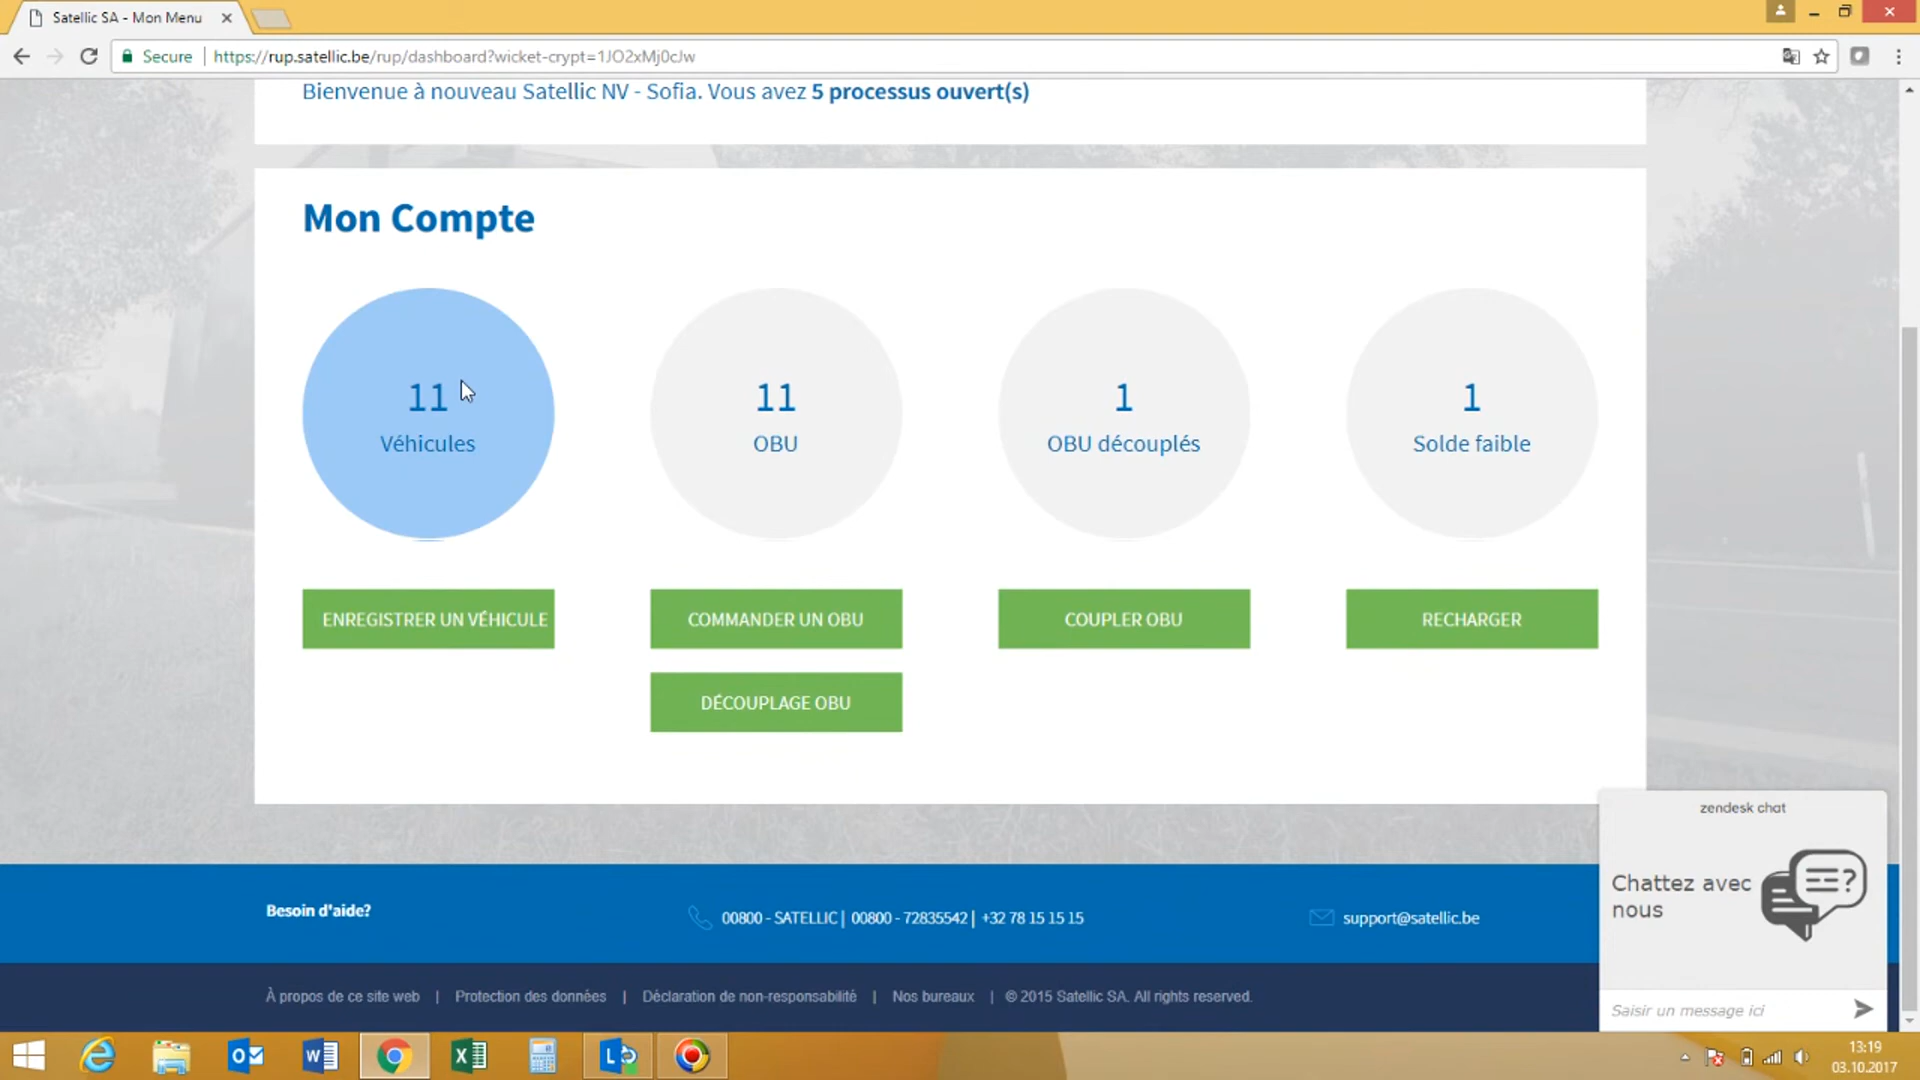 Satellic SA - Mon Menu
Secure
https://rup.satellic.be/rup/dashboard?wicket-crypt=1JO2xMj0cJw
Bienvenue à nouveau Satellic NV - Sofia. Vous avez 5 processus ouvert(s)
Mon Compte
11
Véhicules
11
OBU
1
OBU découplés
1
Solde faible
ENREGISTRER UN VÉHICULE
COMMANDER UN OBU
COUPLER OBU
RECHARGER
DÉCOUPLAGE OBU
zendesk chat
Chattez avec
nous
Saisir un message ici
Besoin d'aide?
00800 - SATELLIC | 00800 - 72835542 | +32 78 15 15 15
support@satellic.be
À propos de ce site web | Protection des données | Déclaration de non-responsabilité | Nos bureaux | © 2015 Satellic SA. All rights reserved.
13:19
03.10.2017